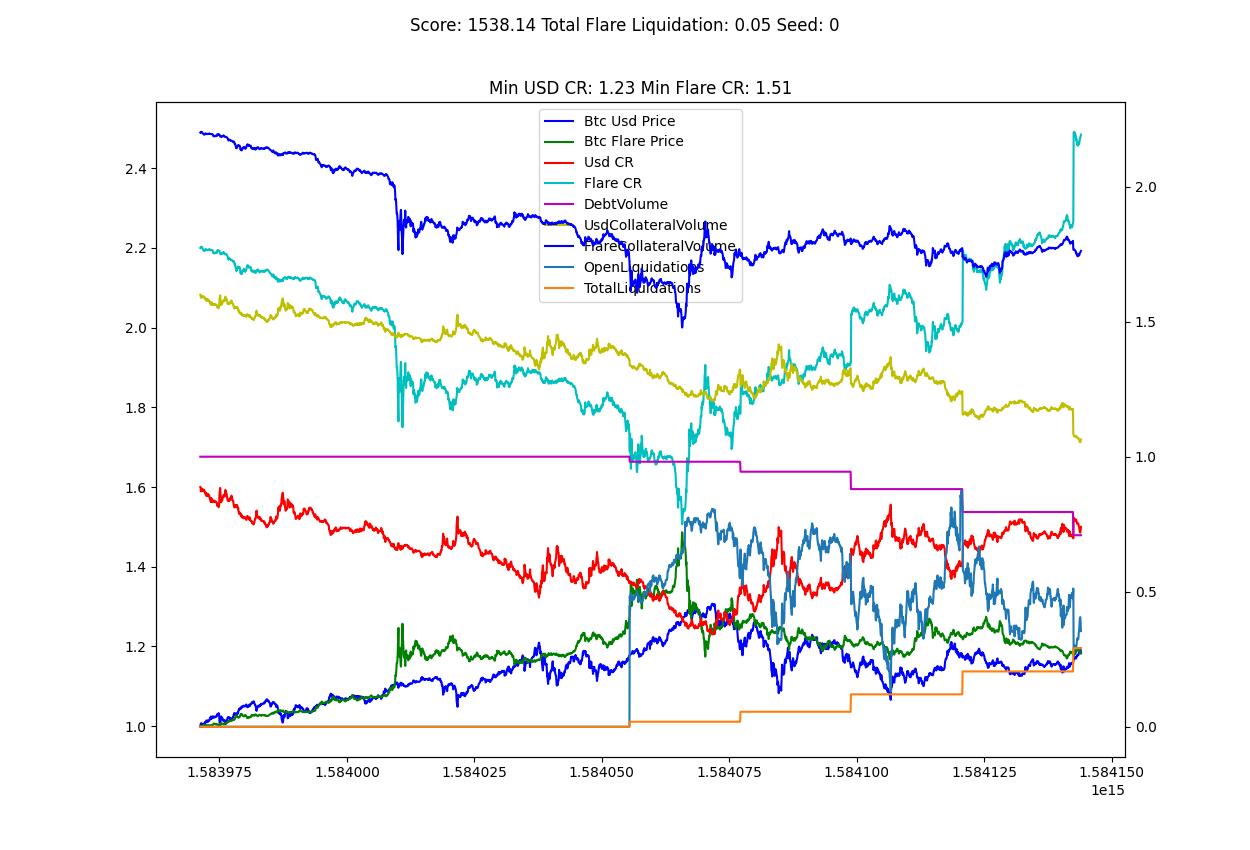 Score: 1538.14 Total Flare Liquidation: 0.05 Seed: 0
Min USD CR: 1.23 Min Flare CR: 1.51
Btc Usd Price
Btc Flare Price
Usd CR
Flare CR
DebtVolume
UsdCollateralVolume
FlareCollateralVolume
OpenLiquidations
TotalLiquidations
2.4
2.2
2.0
1.8
1.6
1.4
1.2
1.0
2.0
1.5
1.0
0.5
0.0
1.583975 1.584000 1.584025 1.584050 1.584075 1.584100 1.584125 1.584150
1e15